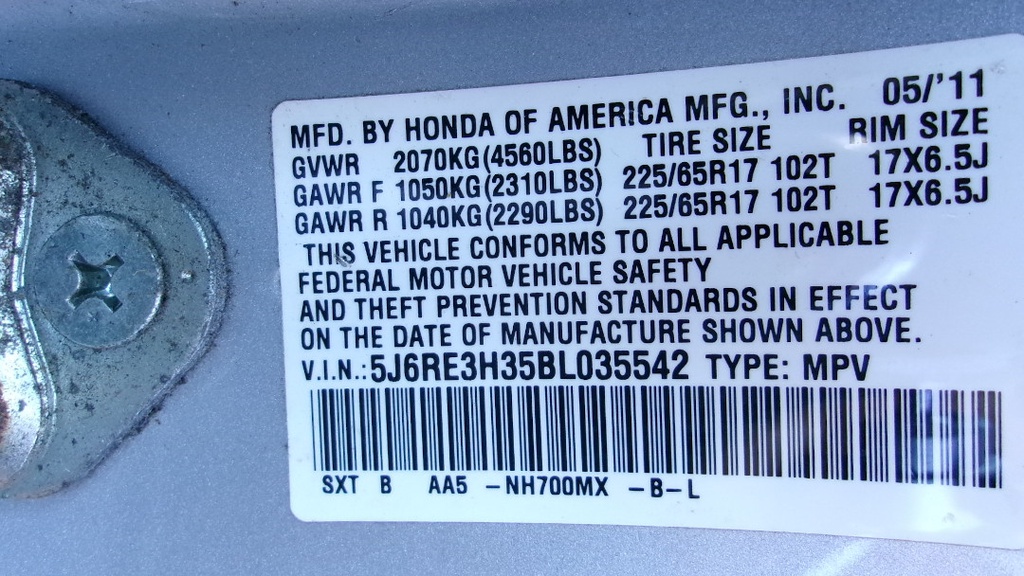 MFD. BY HONDA OF AMERICA MFG., INC. 05/'11
GVWR 2070KG(4560LBS) TIRE SIZE RIM SIZE
GAWR F 1050KG(2310LBS) 225/65R17 102T 17X6.5J
GAWR R 1040KG(2290LBS) 225/65R17 102T 17X6.5J
THIS VEHICLE CONFORMS TO ALL APPLICABLE
FEDERAL MOTOR VEHICLE SAFETY
AND THEFT PREVENTION STANDARDS IN EFFECT
ON THE DATE OF MANUFACTURE SHOWN ABOVE.
V.I.N.:5J6RE3H35BL035542 TYPE: MPV
SXT B AA5 -NH700MX -B-L